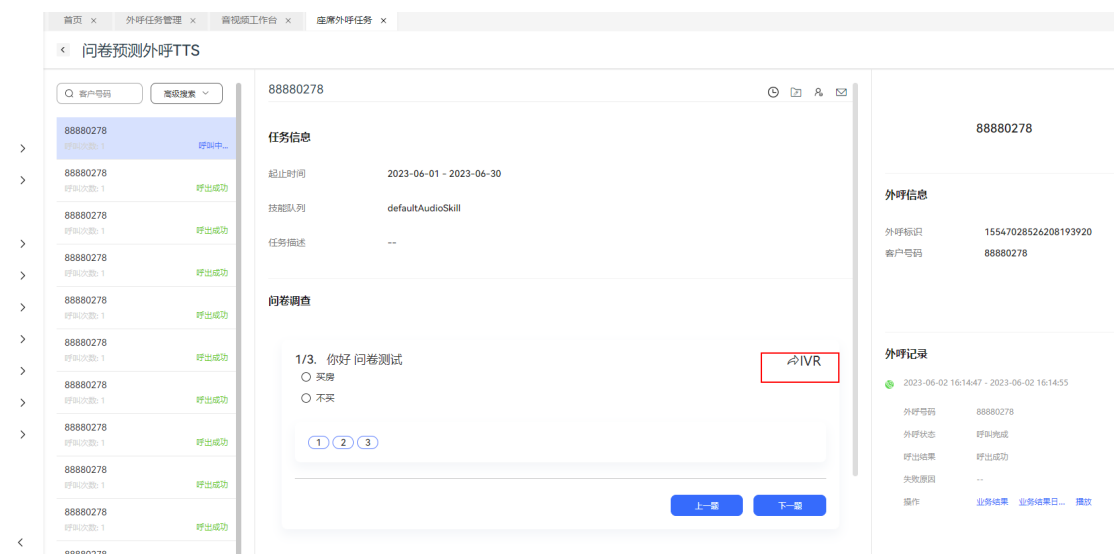 首页 × 外呼任务管理 × 音视频工作台 × 座席外呼任务 ×
问卷预测外呼TTS
客户号码 高级搜索
88880278
呼叫次数: 1 呼叫中...
88880278
呼叫次数: 1 呼出成功
88880278
呼叫次数: 1 呼出成功
88880278
呼叫次数: 1 呼出成功
88880278
呼叫次数: 1 呼出成功
88880278
呼叫次数: 1 呼出成功
88880278
呼叫次数: 1 呼出成功
88880278
呼叫次数: 1 呼出成功
88880278
呼叫次数: 1 呼出成功
88880278
呼叫次数: 1 呼出成功
88880278
88880278
任务信息
起止时间 2023-06-01 - 2023-06-30
技能队列 defaultAudioSkill
任务描述 --
问卷调查
1/3. 你好 问卷测试 IVR
买房
不买
1 2 3
上一题 下一题
88880278
外呼信息
外呼标识 15547028526208193920
客户号码 88880278
外呼记录
2023-06-02 16:14:47 - 2023-06-02 16:14:55
外呼号码 88880278
外呼状态 呼叫完成
呼出结果 呼出成功
失败原因 --
操作 业务结果 业务结果日... 播放